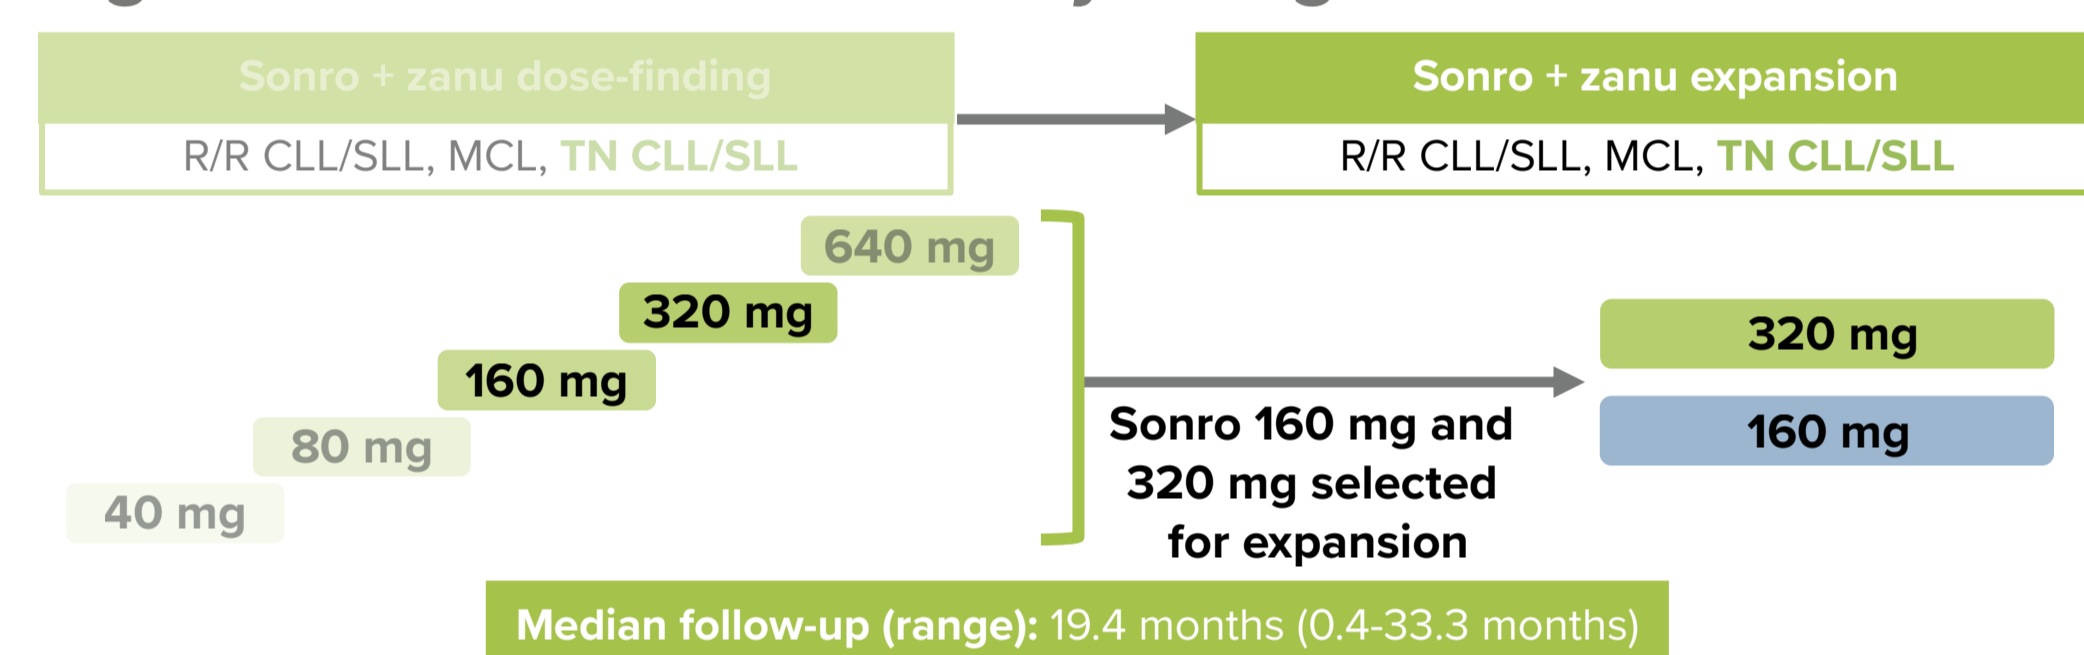 Sonro + zanu dose-finding
R/R CLL/SLL, MCL, TN CLL/SLL
Sonro + zanu expansion
R/R CLL/SLL, MCL, TN CLL/SLL
640 mg
320 mg
160 mg
80 mg
40 mg
Sonro 160 mg and
320 mg selected
for expansion
320 mg
160 mg
Median follow-up (range): 19.4 months (0.4-33.3 months)